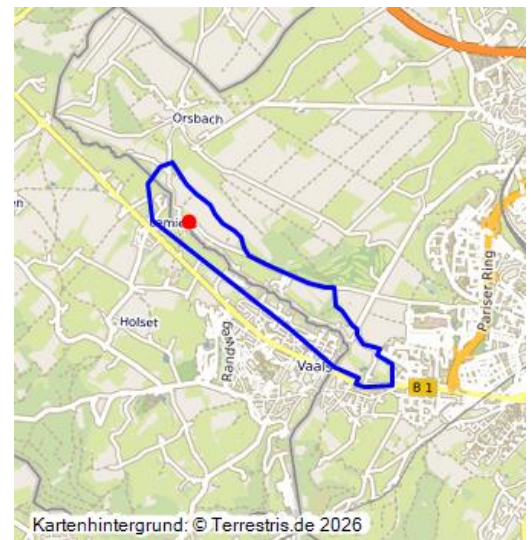 Orsbach
Holset
Randweg
Vaals
B 1
Pariser Ring
Kartenhintergrund: © Terrestris.de 2026